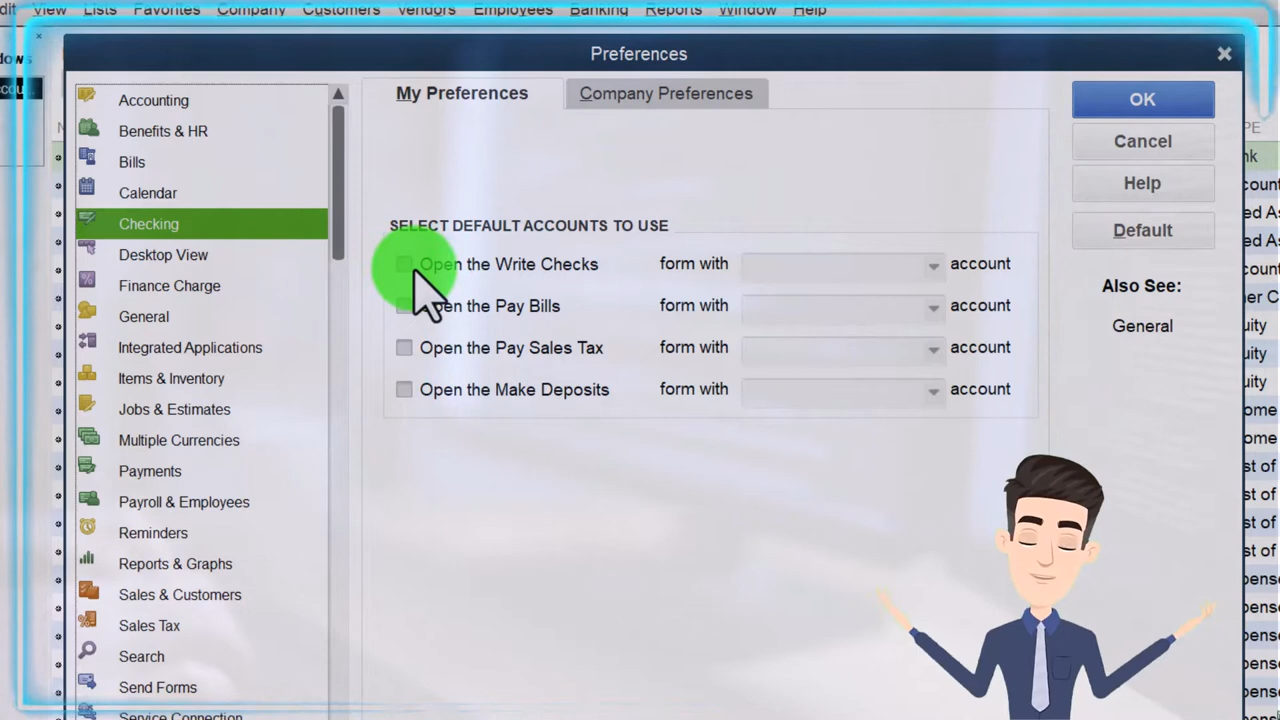 View Lists Favorites Company Customers Vendors Employees Banking Reports Window Help
Preferences
Accounting
Benefits & HR
Bills
Calendar
Checking
Desktop View
Finance Charge
General
Integrated Applications
Items & Inventory
Jobs & Estimates
Multiple Currencies
Payments
Payroll & Employees
Reminders
Reports & Graphs
Sales & Customers
Sales Tax
Search
Send Forms
Service Connection
My Preferences
Company Preferences
SELECT DEFAULT ACCOUNTS TO USE
Open the Write Checks form with account
Open the Pay Bills form with account
Open the Pay Sales Tax form with account
Open the Make Deposits form with account
OK
Cancel
Help
Default
Also See:
General